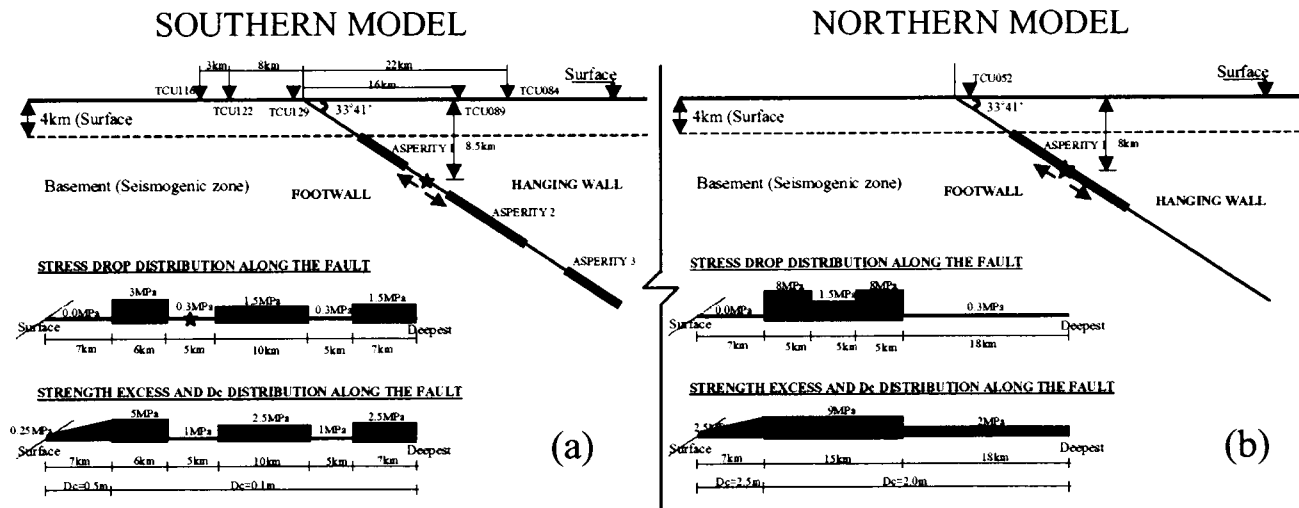 SOUTHERN MODEL
3km 8km 22km
16km
Surface
TCU116 TCU122 TCU129 TCU089 TCU084
33°41'
4km (Surface
8.5km
ASPERITY 1
Basement (Seismogenic zone)
FOOTWALL
HANGING WALL
ASPERITY 2
ASPERITY 3
STRESS DROP DISTRIBUTION ALONG THE FAULT
3MPa
0.0MPa 0.3MPa 1.5MPa 0.3MPa 1.5MPa
Surface Deepest
7km 6km 5km 10km 5km 7km
STRENGTH EXCESS AND Dc DISTRIBUTION ALONG THE FAULT
0.25MPa 5MPa 1MPa 2.5MPa 1MPa 2.5MPa
Surface Deepest
7km 6km 5km 10km 5km 7km
Dc=0.5m Dc=0.1m
(a)
NORTHERN MODEL
TCU052
Surface
33°41'
4km (Surface
ASPERITY 1
8km
Basement (Seismogenic zone)
FOOTWALL
HANGING WALL
STRESS DROP DISTRIBUTION ALONG THE FAULT
0.0MPa 8MPa 1.5MPa 8MPa 0.3MPa
Surface Deepest
7km 5km 5km 5km 18km
STRENGTH EXCESS AND Dc DISTRIBUTION ALONG THE FAULT
9MPa 2MPa
Surface Deepest
7km 15km 18km
Dc=2.5m Dc=2.0m
(b)